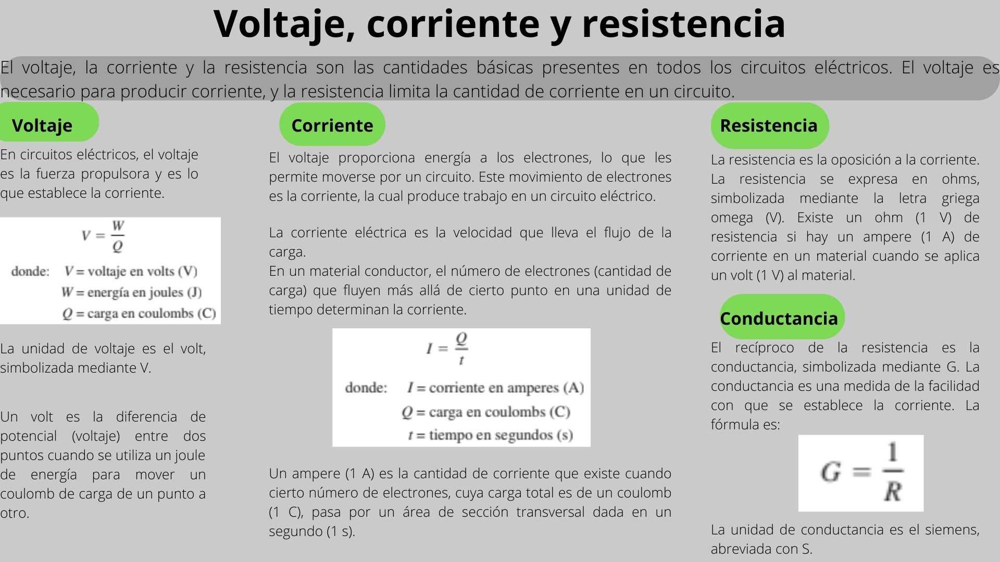 Voltaje, corriente y resistencia
El voltaje, la corriente y la resistencia son las cantidades básicas presentes en todos los circuitos eléctricos. El voltaje es
necesario para producir corriente, y la resistencia limita la cantidad de corriente en un circuito.
Voltaje
En circuitos eléctricos, el voltaje
es la fuerza propulsora y es lo
que establece la corriente.
V = W/Q
donde: V = voltaje en volts (V)
W = energía en joules (J)
Q = carga en coulombs (C)
La unidad de voltaje es el volt,
simbolizada mediante V.
Un volt es la diferencia de
potencial (voltaje) entre dos
puntos cuando se utiliza un joule
de energía para mover un
coulomb de carga de un punto a
otro.
Corriente
El voltaje proporciona energía a los electrones, lo que les
permite moverse por un circuito. Este movimiento de electrones
es la corriente, la cual produce trabajo en un circuito eléctrico.
La corriente eléctrica es la velocidad que lleva el flujo de la
carga.
En un material conductor, el número de electrones (cantidad de
carga) que fluyen más allá de cierto punto en una unidad de
tiempo determinan la corriente.
I = Q/t
donde: I = corriente en amperes (A)
Q = carga en coulombs (C)
t = tiempo en segundos (s)
Un ampere (1 A) es la cantidad de corriente que existe cuando
cierto número de electrones, cuya carga total es de un coulomb
(1 C), pasa por un área de sección transversal dada en un
segundo (1 s).
Resistencia
La resistencia es la oposición a la corriente.
La resistencia se expresa en ohms,
simbolizada mediante la letra griega
omega (V). Existe un ohm (1 V) de
resistencia si hay un ampere (1 A) de
corriente en un material cuando se aplica
un volt (1 V) al material.
Conductancia
El recíproco de la resistencia es la
conductancia, simbolizada mediante G. La
conductancia es una medida de la facilidad
con que se establece la corriente. La
fórmula es:
G = 1/R
La unidad de conductancia es el siemens,
abreviada con S.